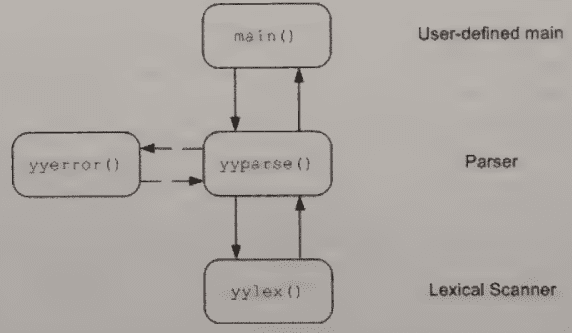 main() User-defined main
yyerror() yyparse() Parser
yylex() Lexical Scanner